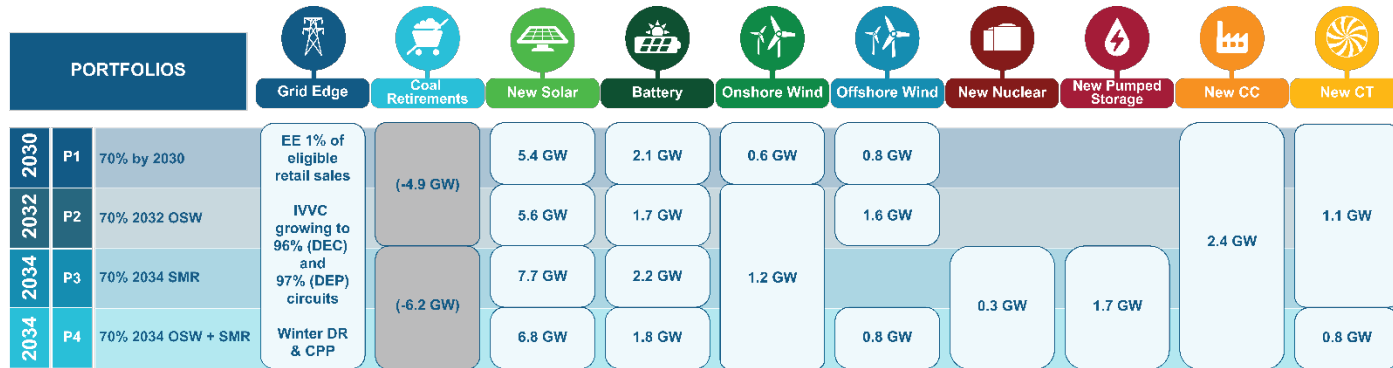 PORTFOLIOS
Grid Edge
Coal
Retirements
New Solar
Battery
Onshore Wind
Offshore Wind
New Nuclear
New Pumped
Storage
New CC
New CT
2030
P1
70% by 2030
2032
P2
70% 2032 OSW
2034
P3
70% 2034 SMR
2034
P4
70% 2034 OSW + SMR
EE 1% of
eligible
retail sales
IVVC
growing to
96% (DEC)
and
97% (DEP)
circuits
Winter DR
& CPP
(-4.9 GW)
(-6.2 GW)
5.4 GW
5.6 GW
7.7 GW
6.8 GW
2.1 GW
1.7 GW
2.2 GW
1.8 GW
0.6 GW
1.2 GW
0.8 GW
1.6 GW
0.8 GW
0.3 GW
1.7 GW
2.4 GW
1.1 GW
0.8 GW